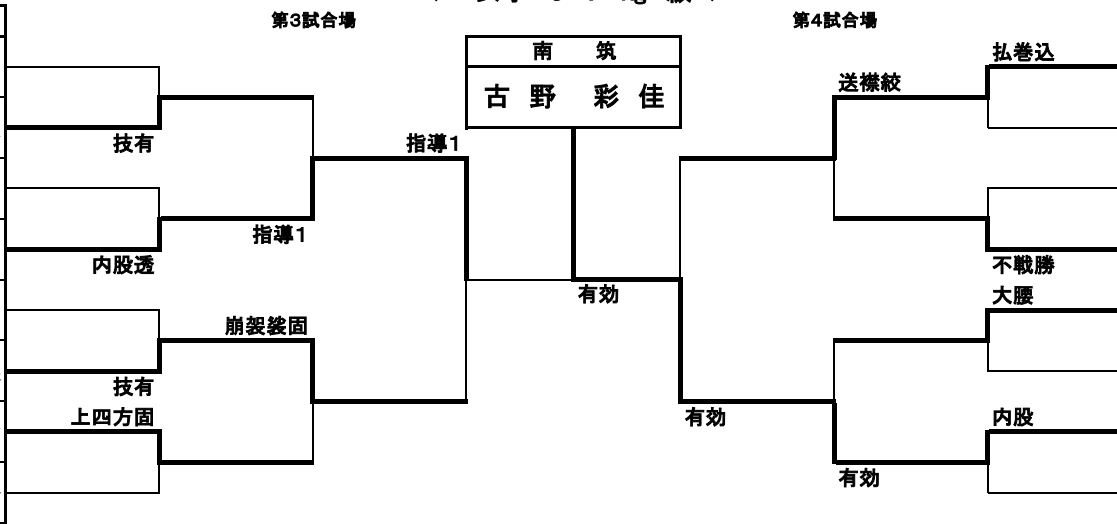 第3試合場
第4試合場
南 筑
古 野 彩 佳
払巻込
送襟絞
技有
指導1
指導1
内股透
不戦勝
有効
大腰
崩袈裟固
技有
上四方固
有効
内股
有効